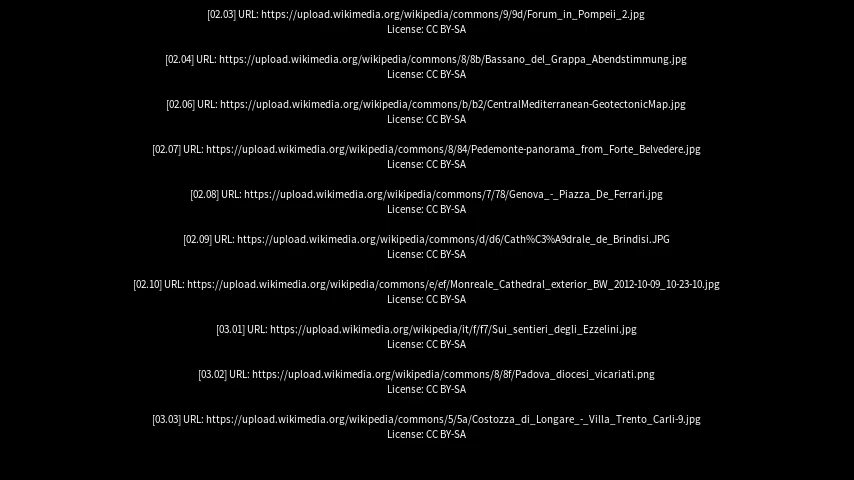 [02.03] URL: https://upload.wikimedia.org/wikipedia/commons/9/9d/Forum_in_Pompeii_2.jpg
License: CC BY-SA
[02.04] URL: https://upload.wikimedia.org/wikipedia/commons/8/8b/Bassano_del_Grappa_Abendstimmung.jpg
License: CC BY-SA
[02.06] URL: https://upload.wikimedia.org/wikipedia/commons/b/b2/CentralMediterranean-GeotectonicMap.jpg
License: CC BY-SA
[02.07] URL: https://upload.wikimedia.org/wikipedia/commons/8/84/Pedemonte-panorama_from_Forte_Belvedere.jpg
License: CC BY-SA
[02.08] URL: https://upload.wikimedia.org/wikipedia/commons/7/78/Genova_-_Piazza_De_Ferrari.jpg
License: CC BY-SA
[02.09] URL: https://upload.wikimedia.org/wikipedia/commons/d/d6/Cath%C3%A9drale_de_Brindisi.JPG
License: CC BY-SA
[02.10] URL: https://upload.wikimedia.org/wikipedia/commons/e/ef/Monreale_Cathedral_exterior_BW_2012-10-09_10-23-10.jpg
License: CC BY-SA
[03.01] URL: https://upload.wikimedia.org/wikipedia/it/f/f7/Sui_sentieri_degli_Ezzelini.jpg
License: CC BY-SA
[03.02] URL: https://upload.wikimedia.org/wikipedia/commons/8/8f/Padova_diocesi_vicariati.png
License: CC BY-SA
[03.03] URL: https://upload.wikimedia.org/wikipedia/commons/5/5a/Costozza_di_Longare_-_Villa_Trento_Carli-9.jpg
License: CC BY-SA